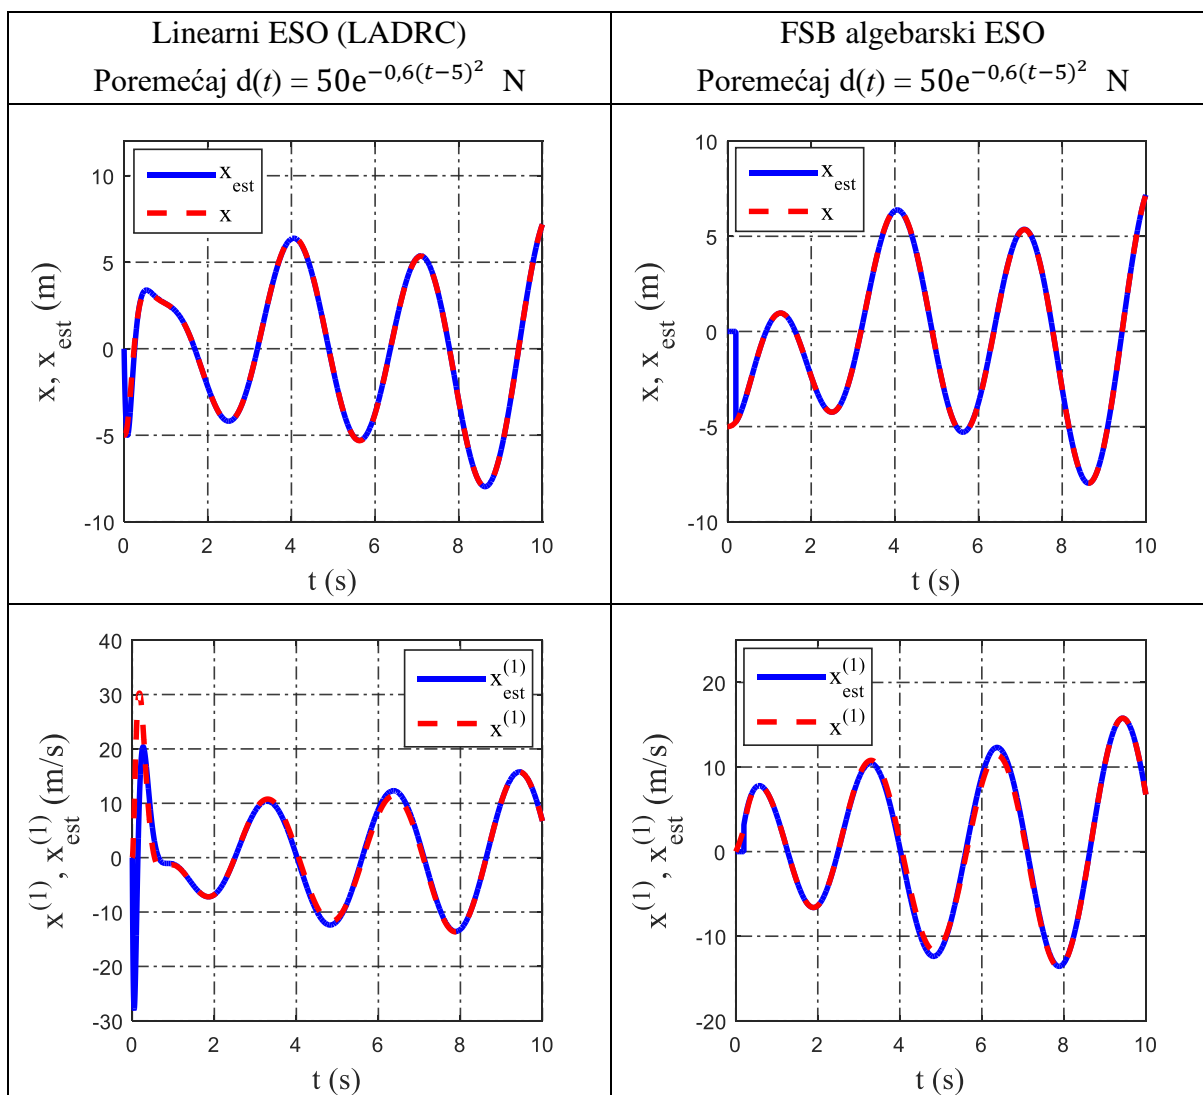 Linearni ESO (LADRC)
Poremećaj d(t) = 50e^{−0,6(t−5)²} N
FSB algebarski ESO
Poremećaj d(t) = 50e^{−0,6(t−5)²} N
x_est
x
10
5
0
-5
-10
0 2 4 6 8 10
x, x_est (m)
t (s)
x_est
x
10
5
0
-5
-10
0 2 4 6 8 10
x, x_est (m)
t (s)
x_est^(1)
x^(1)
40
30
20
10
0
-10
-20
-30
0 2 4 6 8 10
x^(1), x_est^(1) (m/s)
t (s)
x_est^(1)
x^(1)
20
10
0
-10
-20
0 2 4 6 8 10
x^(1), x_est^(1) (m/s)
t (s)